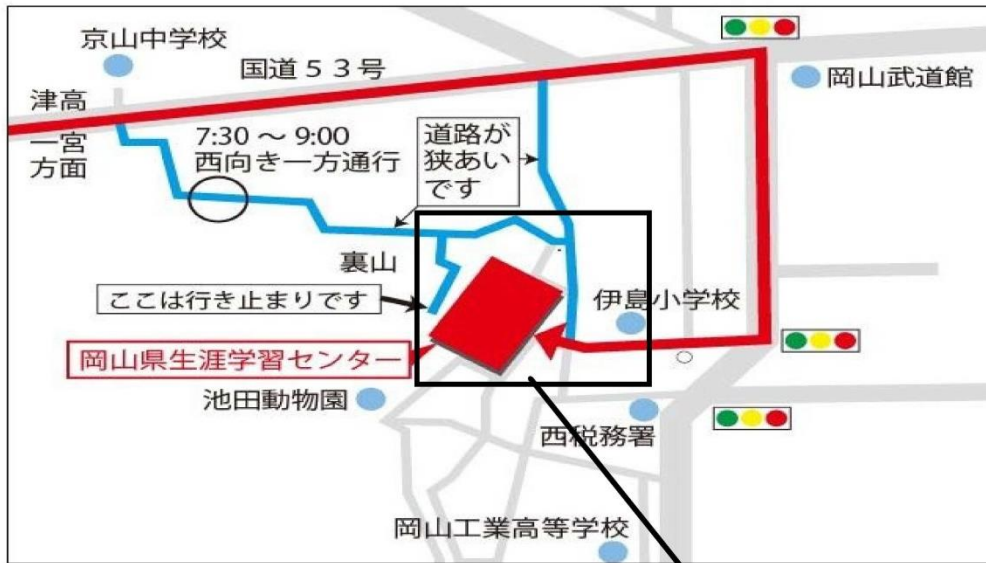 京山中学校
国道53号
岡山武道館
津高
一宮
方面
7:30 ~ 9:00
西向き一方通行
道路が
狭あい
です
裏山
ここは行き止まりです
伊島小学校
岡山県生涯学習センター
池田動物園
西税務署
岡山工業高等学校